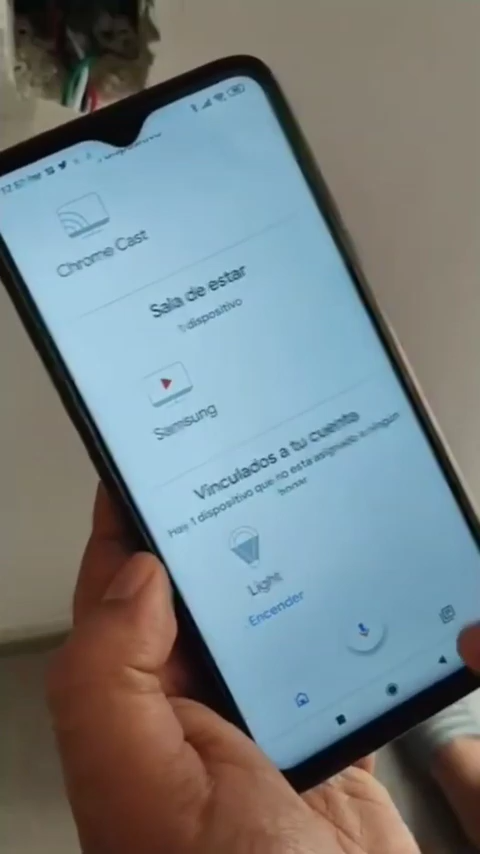 Chrome Cast
Sala de estar
1 dispositivo
Samsung
Vinculados a tu cuenta
Hay 1 dispositivo que no está asignado a ningún
hogar
Light
Encender